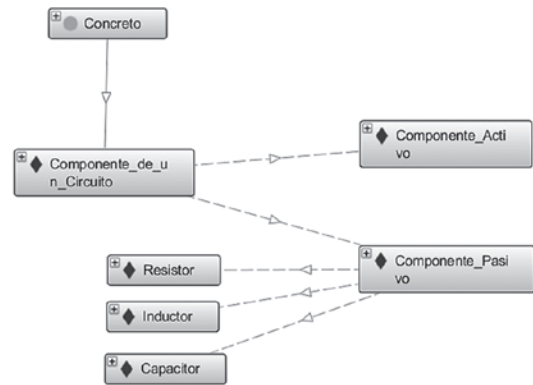 Concreto
Componente_de_u
n_Circuito
Componente_Acti
vo
Componente_Pasi
vo
Resistor
Inductor
Capacitor